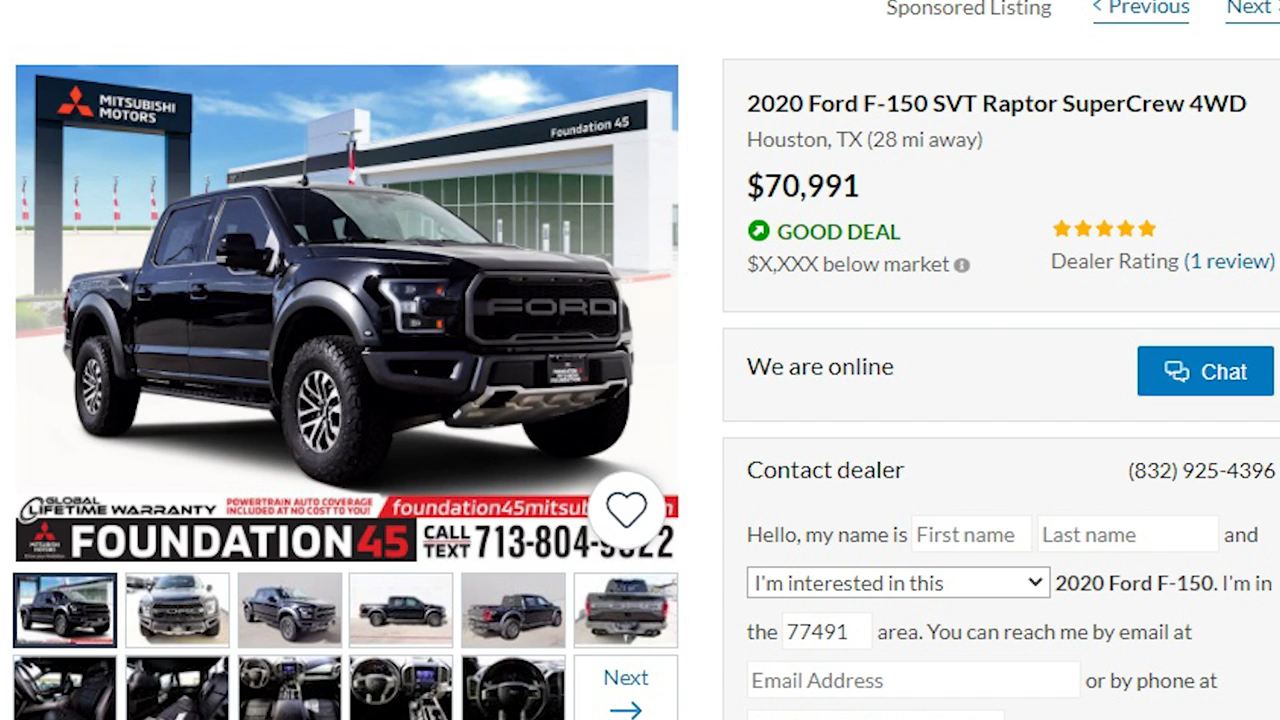 Sponsored Listing
< Previous
Next
MITSUBISHI
MOTORS
Foundation 45
FORD
GLOBAL
LIFETIME WARRANTY
POWERTRAIN AUTO COVERAGE
INCLUDED AT NO COST TO YOU!
MITSUBISHI
MOTORS
FOUNDATION 45
CALL
TEXT
2020 Ford F-150 SVT Raptor SuperCrew 4WD
Houston, TX (28 mi away)
$70,991
GOOD DEAL
$X,XXX below market
Dealer Rating (1 review)
We are online
Chat
Contact dealer
(832) 925-4396
Hello, my name is First name Last name and
I'm interested in this 2020 Ford F-150. I'm in
the 77491 area. You can reach me by email at
Email Address or by phone at
Next →